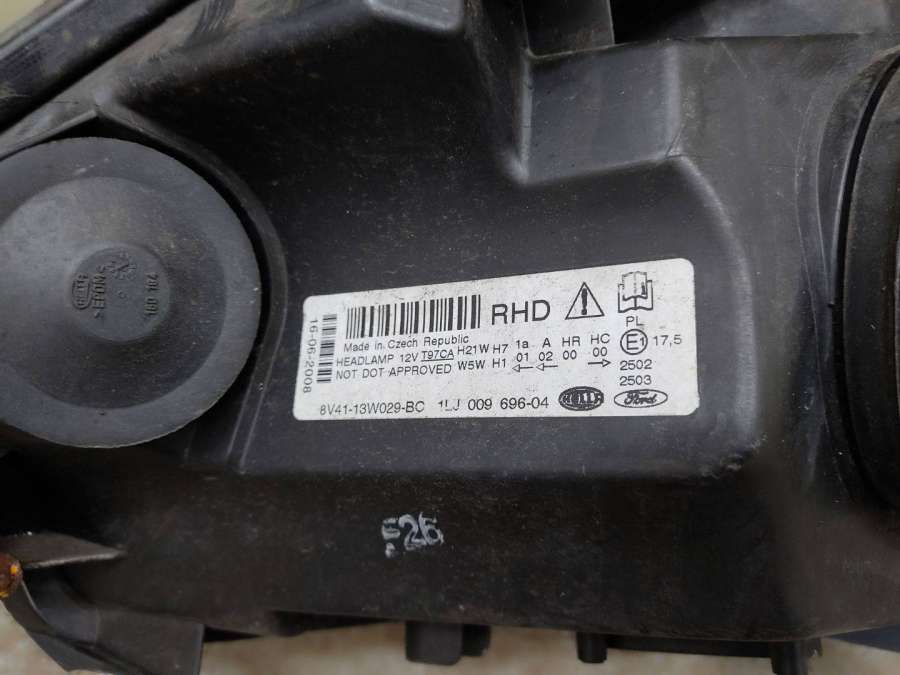 RHD
Made in Czech Republic
HEADLAMP 12V T97CA H21W H7 1a A HR HC PL
NOT DOT APPROVED W5W H1 01 02 00 00 E1 17,5
← ← →
2502
2503
8V41-13W029-BC 1LJ 009 696-04 HELLA Ford
16-06-2008
HELLA
26